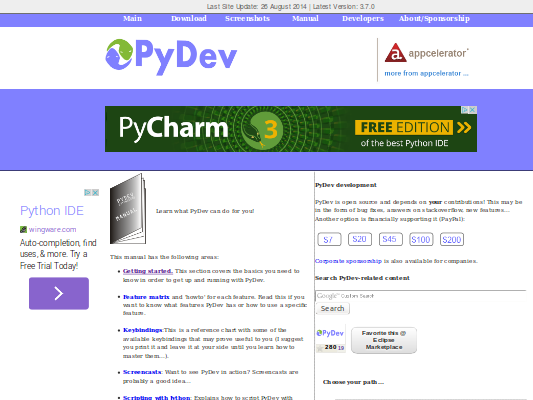 Last Site Update: 26 August 2014 | Latest Version: 3.7.0
Main Download Screenshots Manual Developers About/Sponsorship
PyDev
appcelerator
more from appcelerator ...
PyCharm 3
FREE EDITION
of the best Python IDE
Python IDE
wingware.com
Auto-completion, find
uses, & more. Try a
Free Trial Today!
PYDEV
MANUAL
Learn what PyDev can do for you!
This manual has the following areas:
• Getting started. This section covers the basics you need to
know in order to get up and running with PyDev.
• Feature matrix and 'howto' for each feature. Read this if you
want to know what features PyDev has or how to use a specific
feature.
• Keybindings This is a reference chart with some of the
available keybindings that may prove useful to you (I suggest
you print it and leave it at your side until you learn how to
master them...).
• Screencasts: Want to see PyDev in action? Screencasts are
probably a good idea...
• Scripting with Jython: Explains how to script PyDev with
PyDev development
PyDev is open source and depends on your contributions! This may be
in the form of bug fixes, answers on stackoverflow, new features...
Another option is financially supporting it (PayPal):
$7 $20 $45 $100 $200
Corporate sponsorship is also available for companies.
Search PyDev-related content
Google Custom Search
Search
PyDev
280 19
Favorite this @
Eclipse
Marketplace
Choose your path...